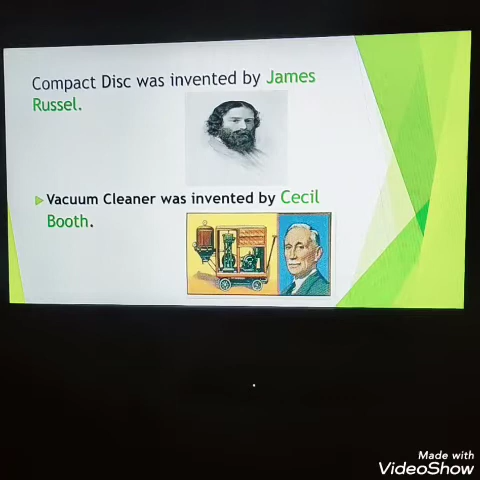 Compact Disc was invented by James
Russel.
Vacuum Cleaner was invented by Cecil
Booth.
Made with
VideoShow